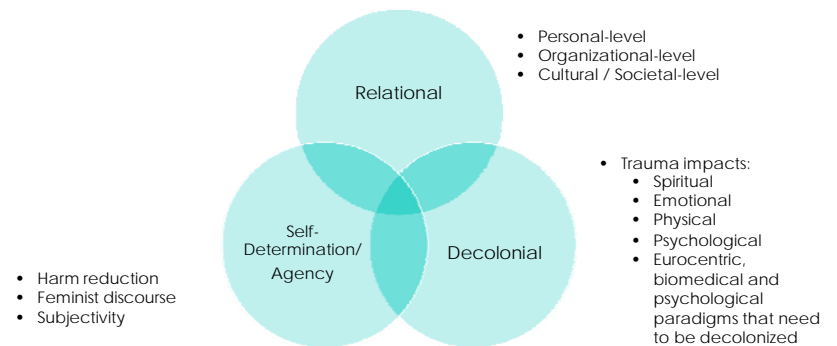 • Personal-level
• Organizational-level
• Cultural / Societal-level
Relational
• Trauma impacts:
• Spiritual
• Emotional
• Physical
• Psychological
• Eurocentric,
biomedical and
psychological
paradigms that need
to be decolonized
Self-
Determination/
Agency
Decolonial
• Harm reduction
• Feminist discourse
• Subjectivity